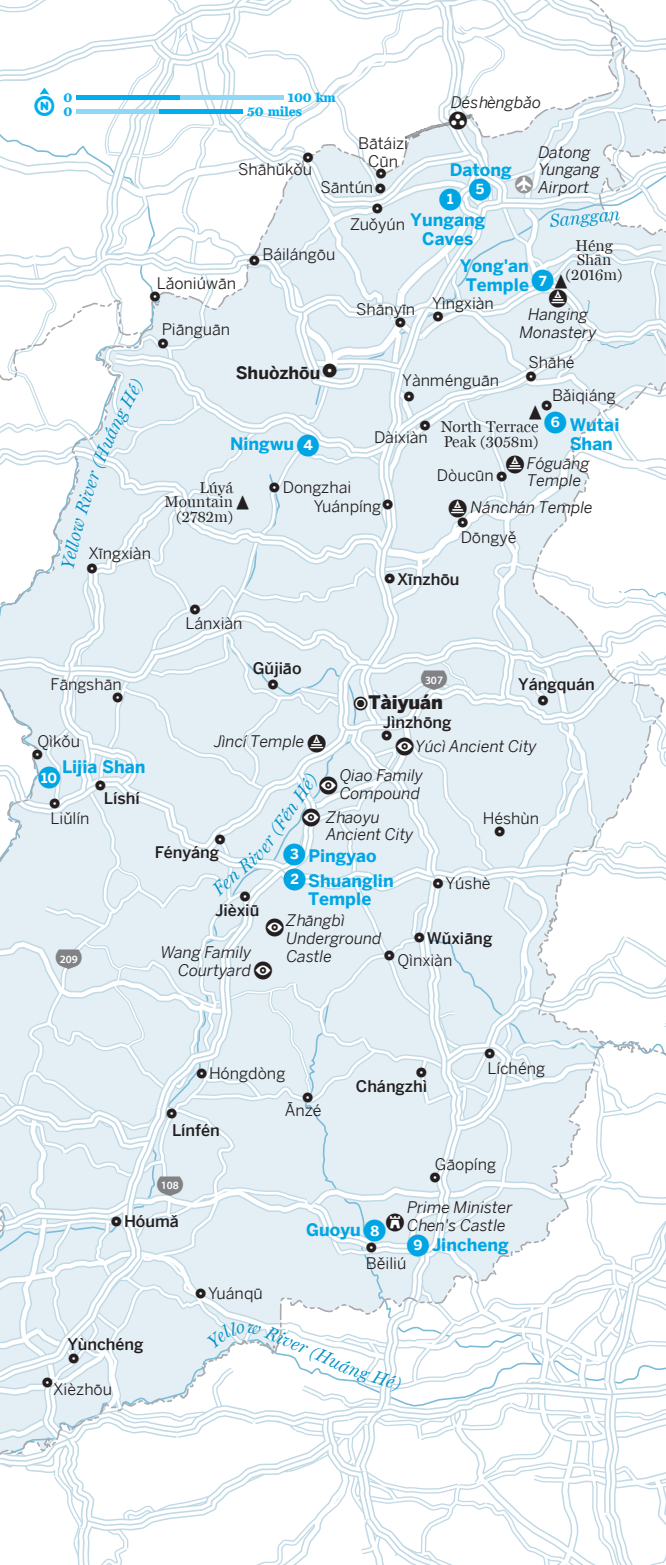 N
0
100 km
0
50 miles
Déshèngbǎo
Bātáizi
Cūn
Shāhǔkǒu
Sāntún
Zuǒyún
Datong
5
1
Yungang
Caves
Datong
Yungang
Airport
Sanggan
Báilángōu
Yong'an
Temple
7
Héng
Shān
(2016m)
Hanging
Monastery
Lǎoniúwān
Piānguān
Shānyīn
Yìngxiàn
Shuòzhōu
Shāhé
Yànménguān
Bǎiqiáng
North Terrace
Peak (3058m)
6
Wutai
Shan
Ningwu
4
Dàixiàn
Yellow River (Huáng Hé)
Fóguāng
Temple
Dòucūn
Lúyá
Mountain
(2782m)
Dongzhai
Yuánpíng
Nánchán Temple
Dōngyě
Xīngxiàn
Xīnzhōu
Lánxiàn
Gǔjiāo
307
Fāngshān
Yángquán
Tàiyuán
Jìnzhōng
Qìkǒu
Jìncí Temple
Yúcì Ancient City
10
Lijia Shan
Líshí
Liǔlín
Qiao Family
Compound
Zhaoyu
Ancient City
Héshùn
Fen River (Fén Hé)
Fényáng
3
Pingyao
2
Shuanglin
Temple
Yúshè
Jièxiū
Zhāngbì
Underground
Castle
Wǔxiāng
Wang Family
Courtyard
Qìnxiàn
209
Líchéng
Hóngdòng
Chángzhì
Ānzé
Línfén
Gāopíng
108
Prime Minister
Chen's Castle
Hóumǎ
Guoyu
8
9
Jincheng
Běiliú
Yuánqū
Yellow River (Huáng Hé)
Yùnchéng
Xièzhōu